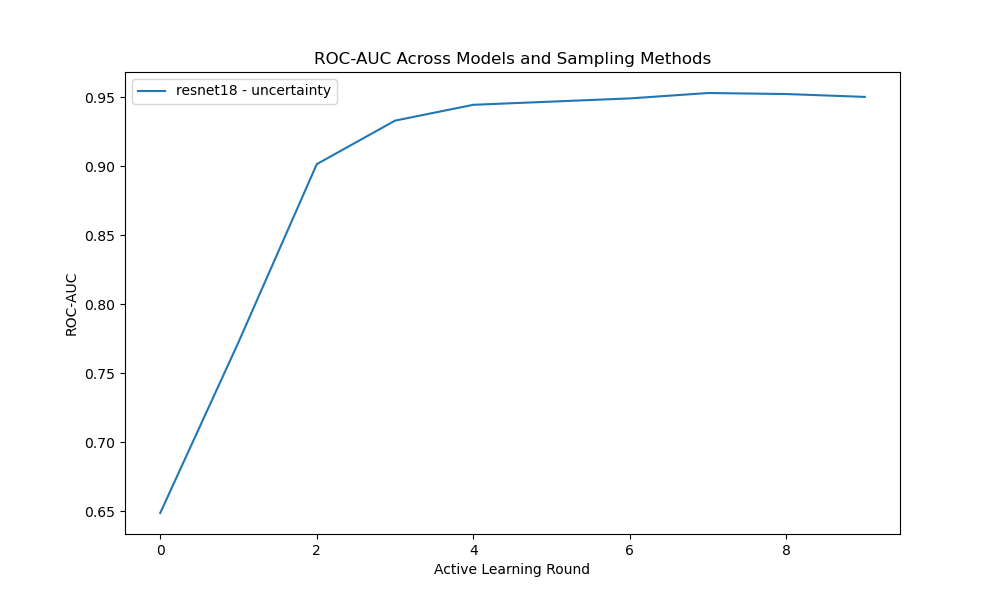 ROC-AUC Across Models and Sampling Methods
resnet18 - uncertainty
0.95
0.90
0.85
0.80
0.75
0.70
0.65
ROC-AUC
0 2 4 6 8
Active Learning Round